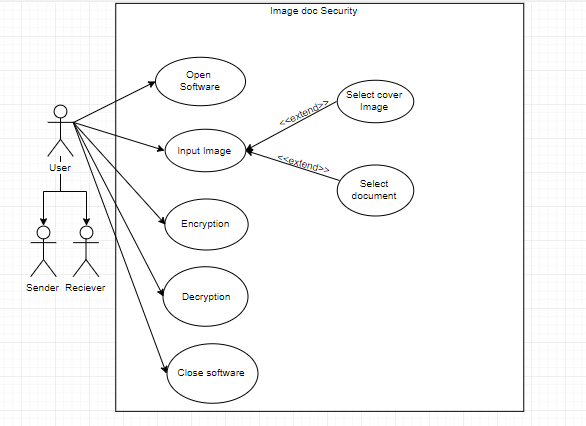 Image doc Security
Open
Software
Select cover
Image
<<extend>>
Input Image
<<extend>>
User
Select
document
Encryption
Sender
Reciever
Decryption
Close software